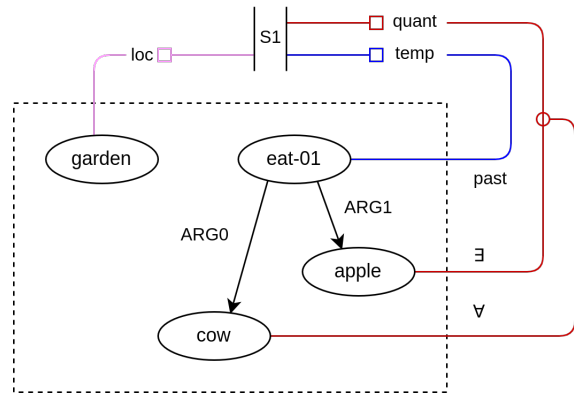 quant
S1
loc
temp
garden
eat-01
past
ARG0
ARG1
∃
apple
∀
cow